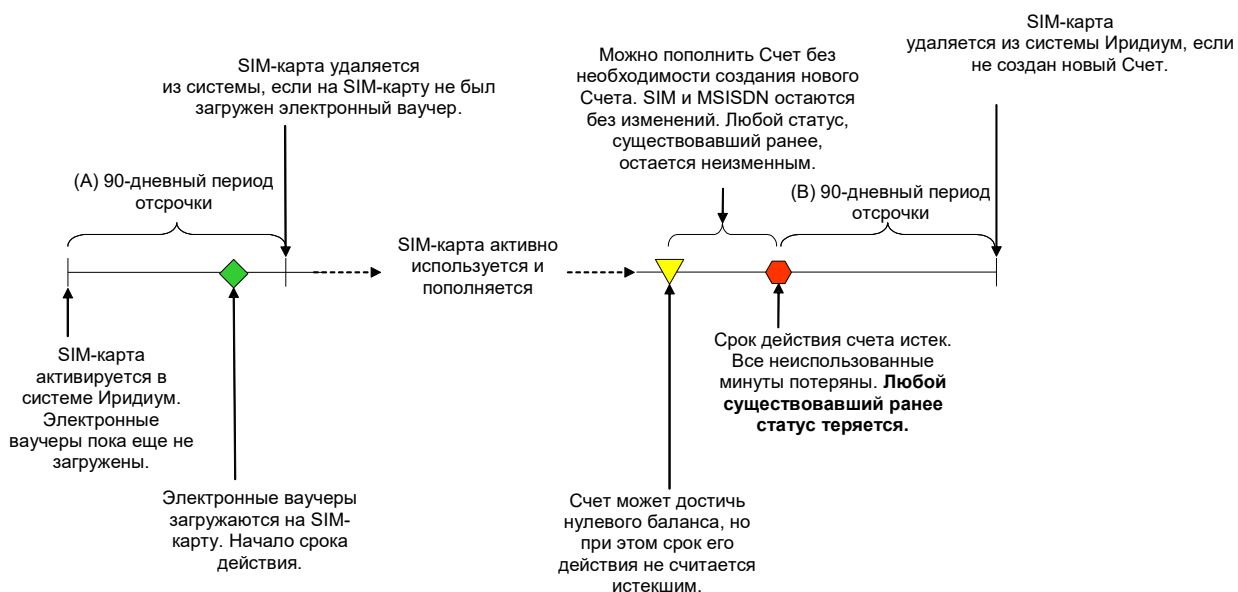 SIM-карта удаляется
из системы, если на SIM-карту не был
загружен электронный ваучер.
Можно пополнить Счет без
необходимости создания нового
Счета. SIM и MSISDN остаются
без изменений. Любой статус,
существовавший ранее,
остается неизменным.
SIM-карта
удаляется из системы Иридиум, если
не создан новый Счет.
(A) 90-дневный период
отсрочки
(B) 90-дневный период
отсрочки
SIM-карта активно
используется и
пополняется
SIM-карта
активируется в
системе Иридиум.
Электронные
ваучеры пока еще не
загружены.
Электронные ваучеры
загружаются на SIM-
карту. Начало срока
действия.
Счет может достичь
нулевого баланса, но
при этом срок его
действия не считается
истекшим.
Срок действия счета истек.
Все неиспользованные
минуты потеряны. Любой
существовавший ранее
статус теряется.